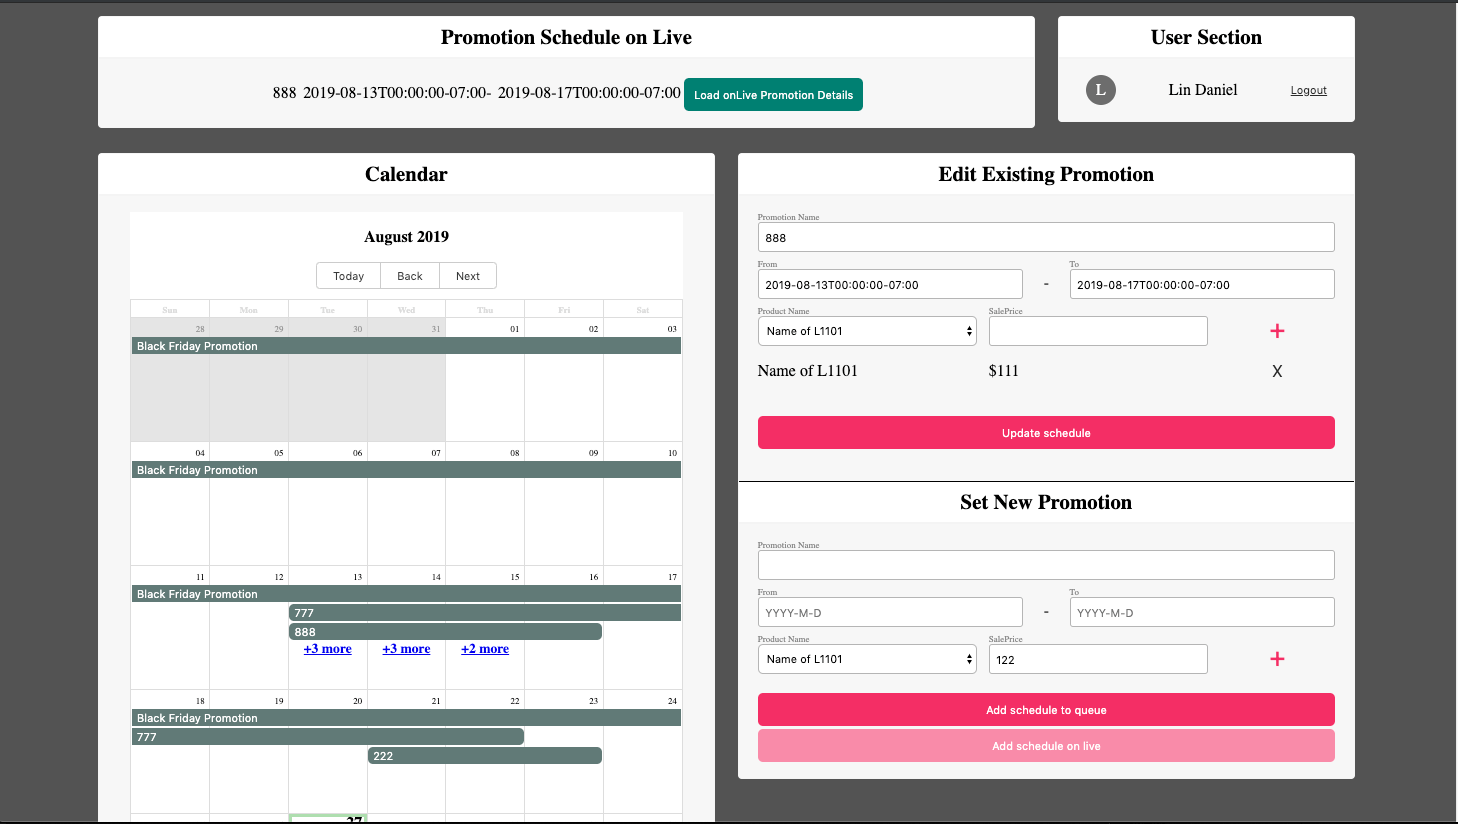 Promotion Schedule on Live
888 2019-08-13T00:00:00-07:00- 2019-08-17T00:00:00-07:00 Load onLive Promotion Details
User Section
L Lin Daniel Logout
Calendar
August 2019
Today Back Next
Sun Mon Tue Wed Thu Fri Sat
28 29 30 31 01 02 03
Black Friday Promotion
04 05 06 07 08 09 10
Black Friday Promotion
11 12 13 14 15 16 17
Black Friday Promotion
777
888
+3 more +3 more +2 more
18 19 20 21 22 23 24
Black Friday Promotion
777
222
27
Edit Existing Promotion
Promotion Name
888
From To
2019-08-13T00:00:00-07:00 - 2019-08-17T00:00:00-07:00
Product Name SalePrice
Name of L1101 +
Name of L1101 $111 X
Update schedule
Set New Promotion
Promotion Name
From To
YYYY-M-D - YYYY-M-D
Product Name SalePrice
Name of L1101 122 +
Add schedule to queue
Add schedule on live